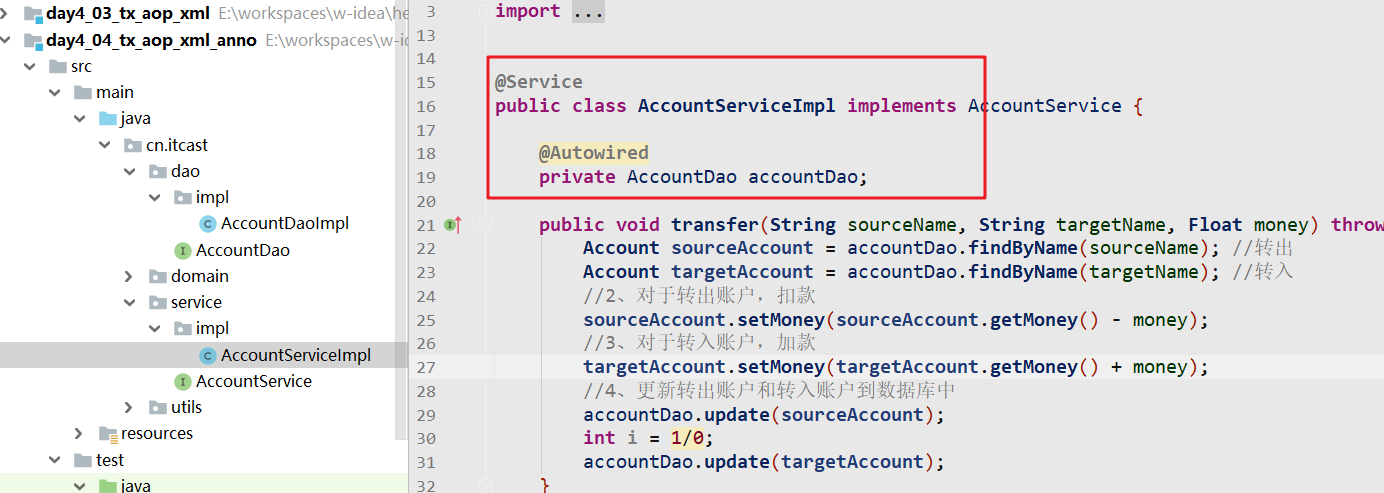 day4_03_tx_aop_xml E:\workspaces\w-idea\he
day4_04_tx_aop_xml_anno E:\workspaces\w-id
src
main
java
cn.itcast
dao
impl
AccountDaoImpl
AccountDao
domain
service
impl
AccountServiceImpl
AccountService
utils
resources
test
java
3 import ...
13
14
15 @Service
16 public class AccountServiceImpl implements AccountService {
17
18 @Autowired
19 private AccountDao accountDao;
20
21 public void transfer(String sourceName, String targetName, Float money) throw
22 Account sourceAccount = accountDao.findByName(sourceName); //转出
23 Account targetAccount = accountDao.findByName(targetName); //转入
24 //2、对于转出账户，扣款
25 sourceAccount.setMoney(sourceAccount.getMoney() - money);
26 //3、对于转入账户，加款
27 targetAccount.setMoney(targetAccount.getMoney() + money);
28 //4、更新转出账户和转入账户到数据库中
29 accountDao.update(sourceAccount);
30 int i = 1/0;
31 accountDao.update(targetAccount);
32 }